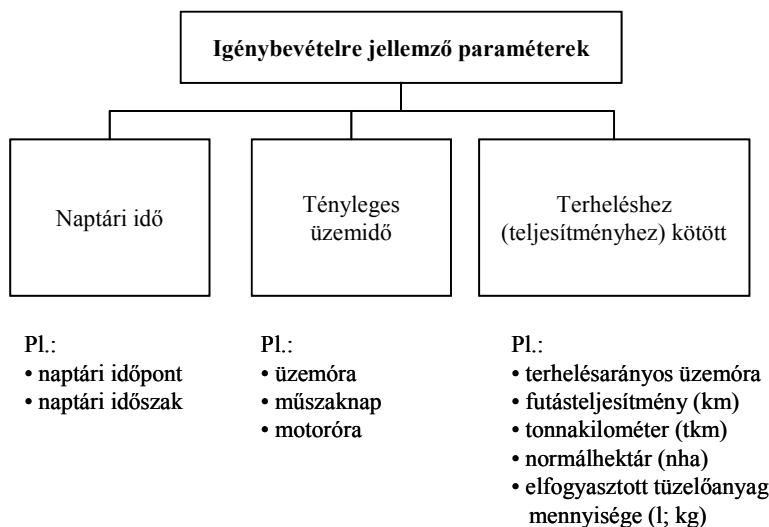 Igénybevételre jellemző paraméterek
Naptári idő
Tényleges
üzemidő
Terheléshez
(teljesítményhez) kötött
Pl.:
• naptári időpont
• naptári időszak
Pl.:
• üzemóra
• műszaknap
• motoróra
Pl.:
• terhelésarányos üzemóra
• futásteljesítmény (km)
• tonnakilométer (tkm)
• normálhektár (nha)
• elfogyasztott tüzelőanyag
mennyisége (l; kg)